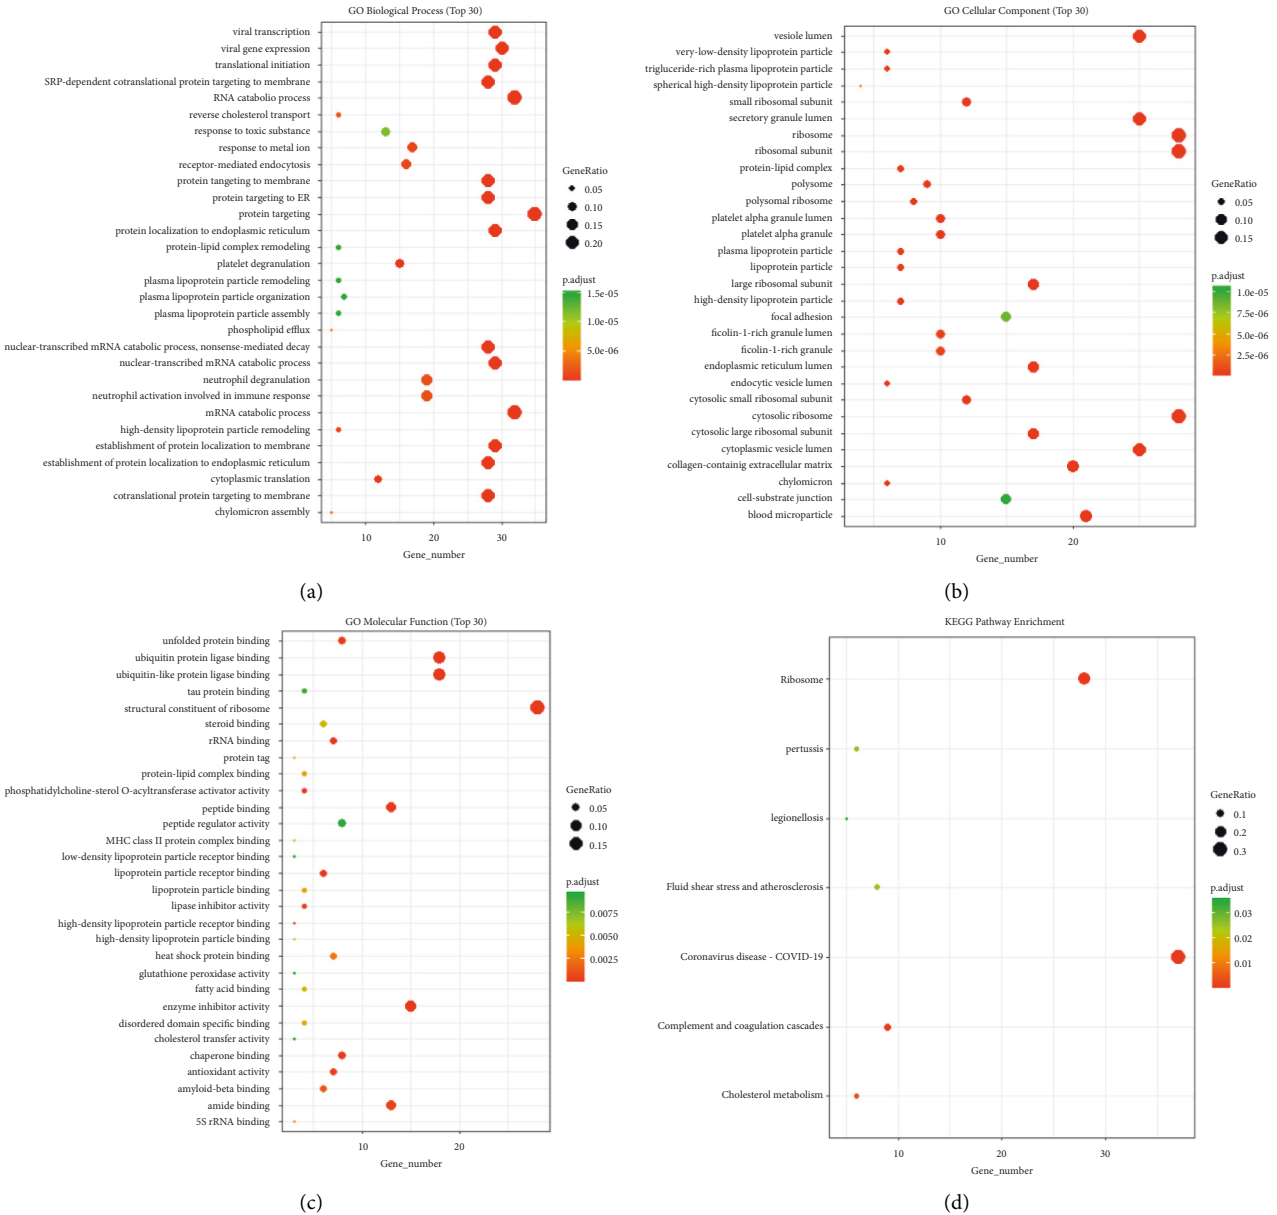 GO Biological Process (Top 30)
viral transcription
viral gene expression
translational initiation
SRP-dependent cotranslational protein targeting to membrane
RNA catabolio process
reverse cholesterol transport
response to toxic substance
response to metal ion
receptor-mediated endocytosis
protein tangeting to membrane
protein targeting to ER
protein targeting
protein localization to endoplasmic reticulum
protein-lipid complex remodeling
platelet degranulation
plasma lipoprotein particle remodeling
plasma lipoprotein particle organization
plasma lipoprotein particle assembly
phospholipid efflux
nuclear-transcribed mRNA catabolic process, nonsense-mediated decay
nuclear-transcribed mRNA catabolic process
neutrophil degranulation
neutrophil activation involved in immune response
mRNA catabolic process
high-density lipoprotein particle remodeling
establishment of protein localization to membrane
establishment of protein localization to endoplasmic reticulum
cytoplasmic translation
cotranslational protein targeting to membrane
chylomicron assembly
10 20 30
Gene_number
GeneRatio
0.05
0.10
0.15
0.20
p.adjust
1.5e-05
1.0e-05
5.0e-06
(a)
GO Cellular Component (Top 30)
vesiole lumen
very-low-density lipoprotein particle
trigluceride-rich plasma lipoprotein particle
spherical high-density lipoprotein particle
small ribosomal subunit
secretory granule lumen
ribosome
ribosomal subunit
protein-lipid complex
polysome
polysomal ribosome
platelet alpha granule lumen
platelet alpha granule
plasma lipoprotein particle
lipoprotein particle
large ribosomal subunit
high-density lipoprotein particle
focal adhesion
ficolin-1-rich granule lumen
ficolin-1-rich granule
endoplasmic reticulum lumen
endocytic vesicle lumen
cytosolic small ribosomal subunit
cytosolic ribosome
cytosolic large ribosomal subunit
cytoplasmic vesicle lumen
collagen-containig extracellular matrix
chylomicron
cell-substrate junction
blood microparticle
10 20
Gene_number
GeneRatio
0.05
0.10
0.15
p.adjust
1.0e-05
7.5e-06
5.0e-06
2.5e-06
(b)
GO Molecular Function (Top 30)
unfolded protein binding
ubiquitin protein ligase binding
ubiquitin-like protein ligase binding
tau protein binding
structural constituent of ribosome
steroid binding
rRNA binding
protein tag
protein-lipid complex binding
phosphatidylcholine-sterol O-acyltransferase activator activity
peptide binding
peptide regulator activity
MHC class II protein complex binding
low-density lipoprotein particle receptor binding
lipoprotein particle receptor binding
lipoprotein particle binding
lipase inhibitor activity
high-density lipoprotein particle receptor binding
high-density lipoprotein particle binding
heat shock protein binding
glutathione peroxidase activity
fatty acid binding
enzyme inhibitor activity
disordered domain specific binding
cholesterol transfer activity
chaperone binding
antioxidant activity
amyloid-beta binding
amide binding
5S rRNA binding
10 20
Gene_number
GeneRatio
0.05
0.10
0.15
p.adjust
0.0075
0.0050
0.0025
(c)
KEGG Pathway Enrichment
Ribosome
pertussis
legionellosis
Fluid shear stress and atherosclerosis
Coronavirus disease - COVID-19
Complement and coagulation cascades
Cholesterol metabolism
10 20 30
Gene_number
GeneRatio
0.1
0.2
0.3
p.adjust
0.03
0.02
0.01
(d)